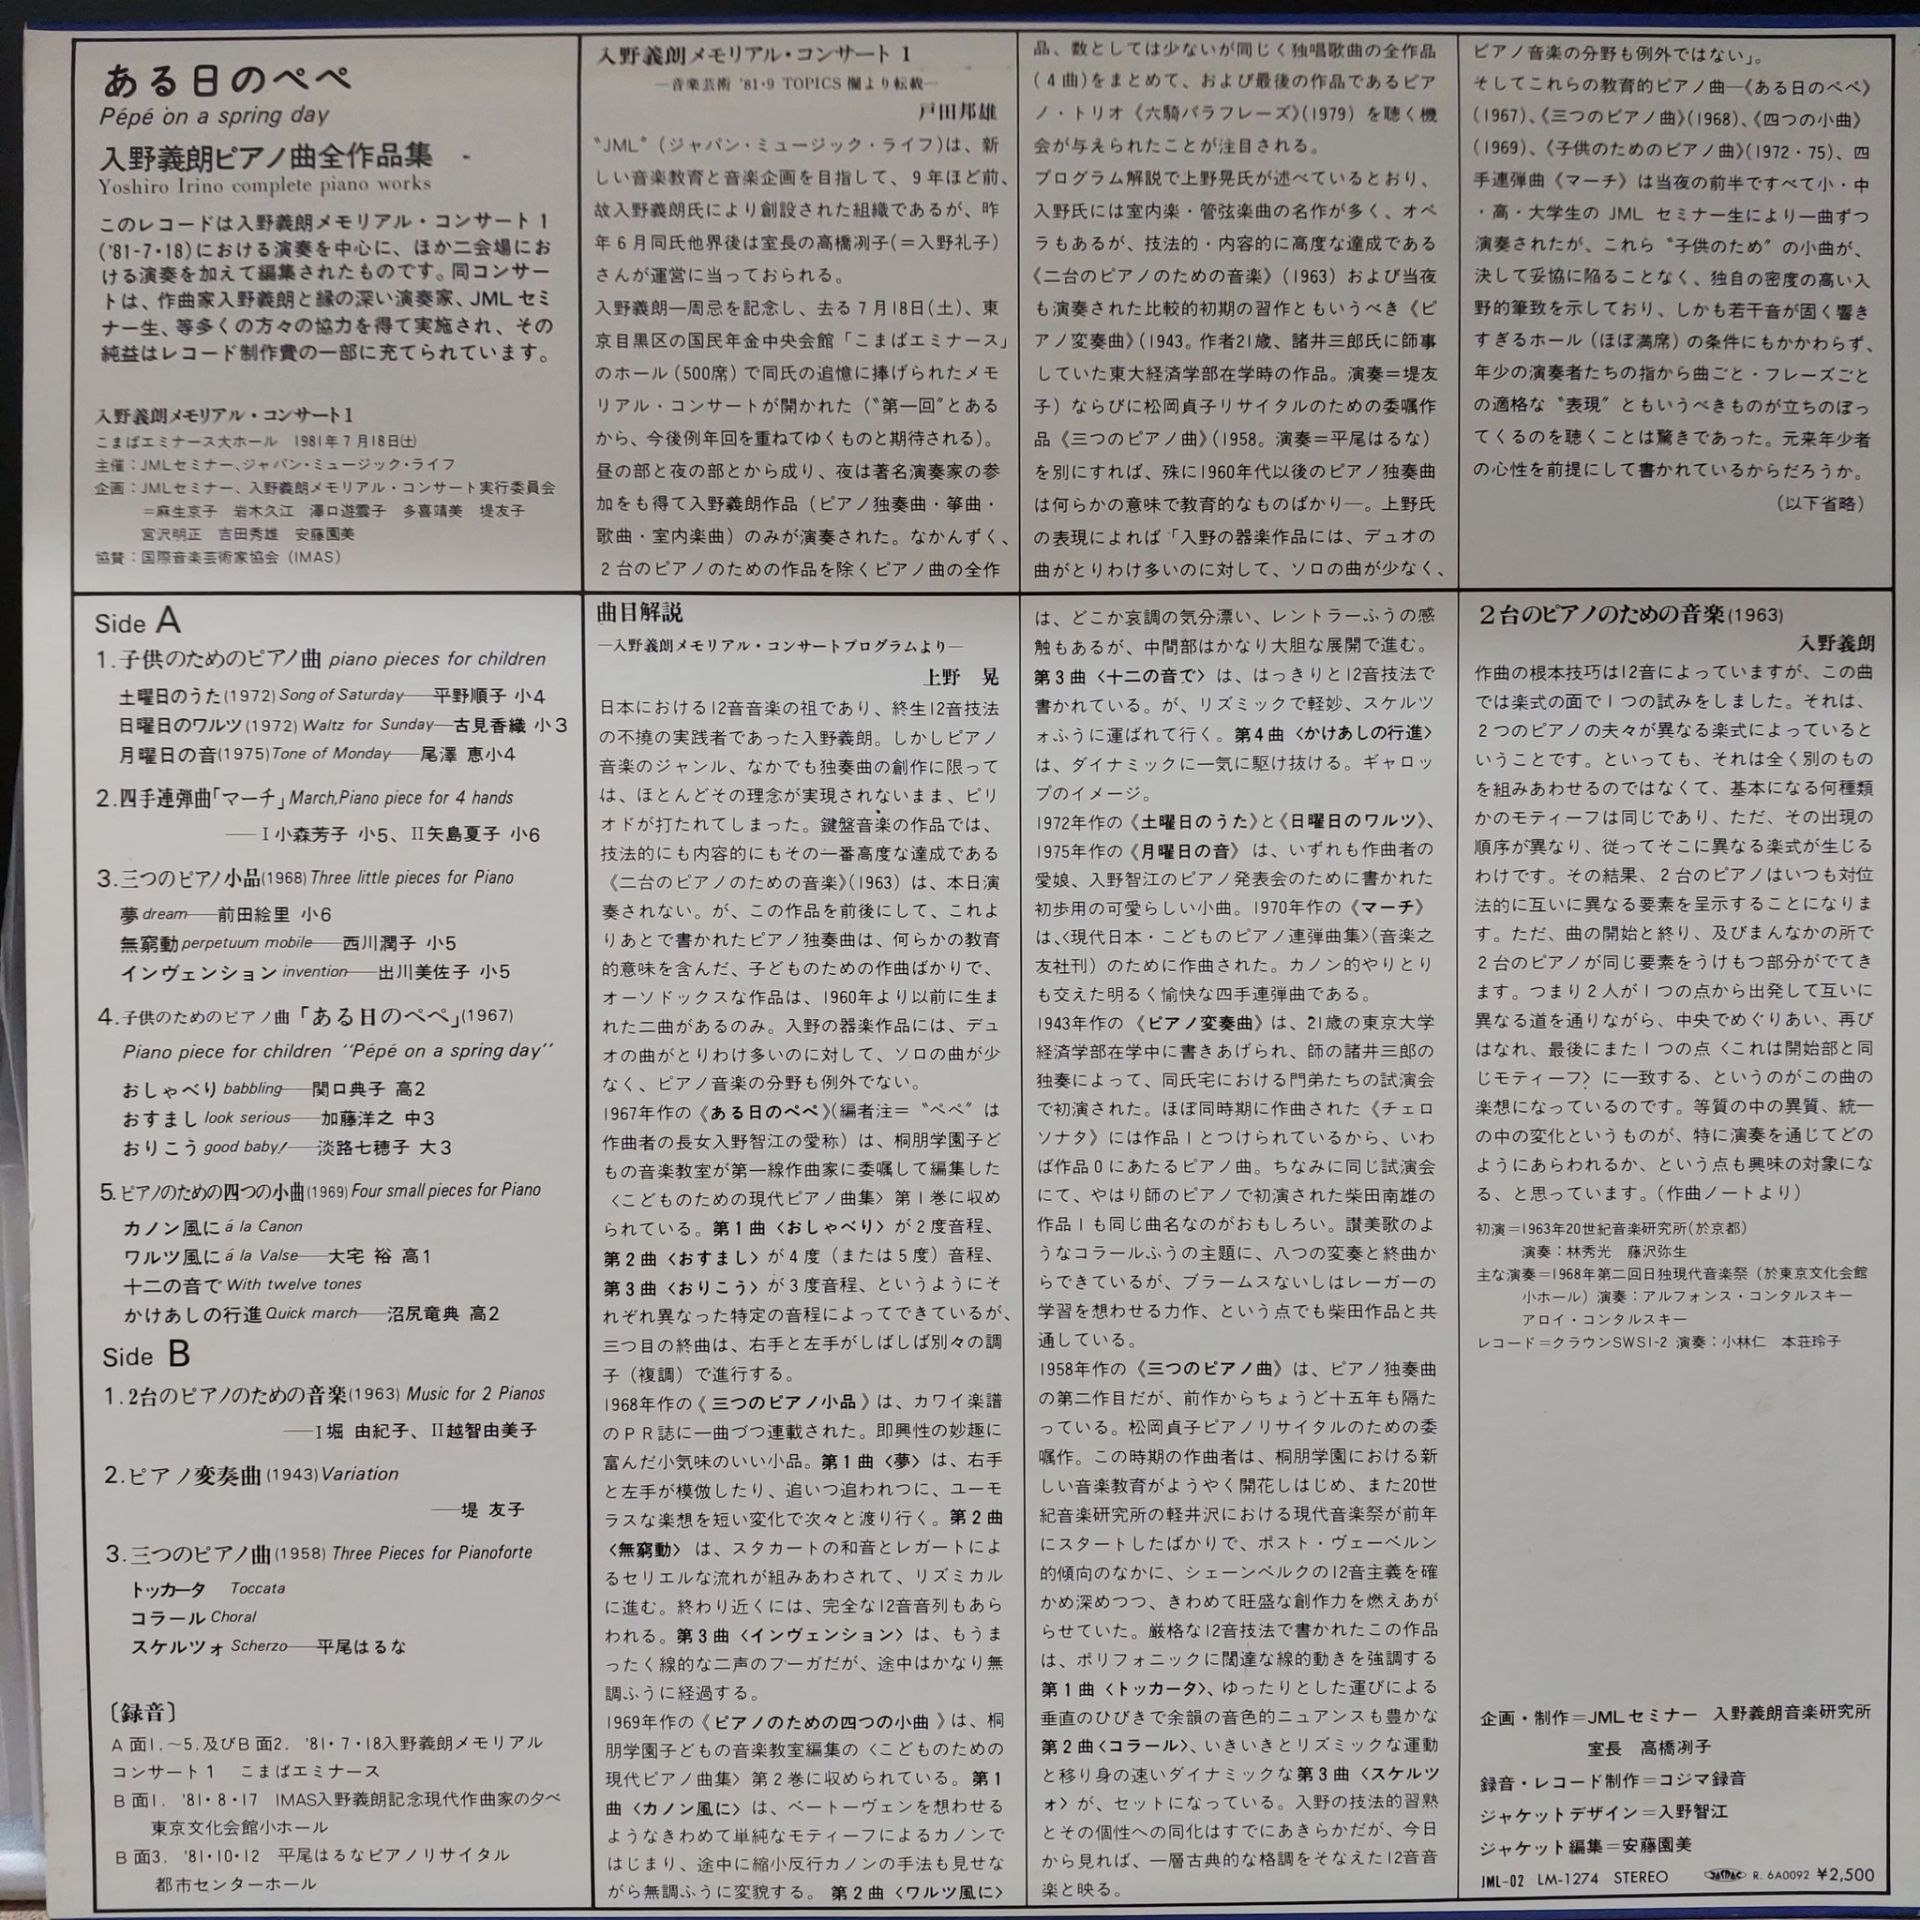 ある日のペペ
Pépé on a spring day
入野義朗ピアノ曲全作品集
Yoshiro Irino complete piano works
このレコードは入野義朗メモリアル・コンサート1
('81-7・18)における演奏を中心に、ほか二会場にお
ける演奏を加えて編集されたものです。同コンサー
トは、作曲家入野義朗と縁の深い演奏家、JMLセミ
ナー生、等多くの方々の協力を得て実施され、その
純益はレコード制作費の一部に充てられています。
入野義朗メモリアル・コンサート1
こまばエミナース大ホール 1981年7月18日(土)
主催：JMLセミナー、ジャパン・ミュージック・ライフ
企画：JMLセミナー、入野義朗メモリアル・コンサート実行委員会
＝麻生京子 岩木久江 澤口遊雲子 多喜靖美 堤友子
宮沢明正 吉田秀雄 安藤園美
協賛：国際音楽芸術家協会 (IMAS)
入野義朗メモリアル・コンサート 1
―音楽芸術 '81・9 TOPICS欄より転載―
戸田邦雄
〝JML〟(ジャパン・ミュージック・ライフ)は、新
しい音楽教育と音楽企画を目指して、9年ほど前、
故入野義朗氏により創設された組織であるが、昨
年6月同氏他界後は室長の高橋冽子(＝入野礼子)
さんが運営に当っておられる。
入野義朗一周忌を記念し、去る7月18日(土)、東
京目黒区の国民年金中央会館「こまばエミナース」
のホール(500席)で同氏の追憶に捧げられたメモ
リアル・コンサートが開かれた(〝第一回〟とある
から、今後例年回を重ねてゆくものと期待される)。
昼の部と夜の部とから成り、夜は著名演奏家の参
加をも得て入野義朗作品(ピアノ独奏曲・箏曲・
歌曲・室内楽曲)のみが演奏された。なかんずく、
2台のピアノのための作品を除くピアノ曲の全作
品、数としては少ないが同じく独唱歌曲の全作品
(4曲)をまとめて、および最後の作品であるピア
ノ・トリオ《六騎パラフレーズ》(1979)を聴く機
会が与えられたことが注目される。
プログラム解説で上野晃氏が述べているとおり、
入野氏には室内楽・管弦楽曲の名作が多く、オペ
ラもあるが、技法的・内容的に高度な達成である
《二台のピアノのための音楽》(1963)および当夜
も演奏された比較的初期の習作ともいうべき《ピ
アノ変奏曲》(1943。作者21歳、諸井三郎氏に師事
していた東大経済学部在学時の作品。演奏＝堤友
子)ならびに松岡貞子リサイタルのための委嘱作
品《三つのピアノ曲》(1958。演奏＝平尾はるな)
を別にすれば、殊に1960年代以後のピアノ独奏曲
は何らかの意味で教育的なものばかり―。上野氏
の表現によれば「入野の器楽作品には、デュオの
曲がとりわけ多いのに対して、ソロの曲が少なく、
ピアノ音楽の分野も例外ではない」。
そしてこれらの教育的ピアノ曲―《ある日のペペ》
(1967)、《三つのピアノ曲》(1968)、《四つの小曲》
(1969)、《子供のためのピアノ曲》(1972・75)、四
手連弾曲《マーチ》は当夜の前半ですべて小・中
・高・大学生のJMLセミナー生により一曲ずつ
演奏されたが、これら〝子供のため〟の小曲が、
決して妥協に陥ることなく、独自の密度の高い入
野的筆致を示しており、しかも若干音が固く響き
すぎるホール(ほぼ満席)の条件にもかかわらず、
年少の演奏者たちの指から曲ごと・フレーズごと
の適格な〝表現〟ともいうべきものが立ちのぼっ
てくるのを聴くことは驚きであった。元来年少者
の心性を前提にして書かれているからだろうか。
(以下省略)
Side A
1.子供のためのピアノ曲 piano pieces for children
土曜日のうた(1972) Song of Saturday―平野順子 小4
日曜日のワルツ(1972) Waltz for Sunday―古見香織 小3
月曜日の音(1975) Tone of Monday―尾澤 恵小4
2.四手連弾曲「マーチ」March,Piano piece for 4 hands
―I小森芳子 小5、II矢島夏子 小6
3.三つのピアノ小品(1968) Three little pieces for Piano
夢 dream―前田絵里 小6
無窮動 perpetuum mobile―西川潤子 小5
インヴェンション invention―出川美佐子 小5
4.子供のためのピアノ曲「ある日のペペ」(1967)
Piano piece for children "Pépé on a spring day"
おしゃべり babbling―関口典子 高2
おすまし look serious―加藤洋之 中3
おりこう good baby!―淡路七穂子 大3
5.ピアノのための四つの小曲(1969) Four small pieces for Piano
カノン風に á la Canon
ワルツ風に á la Valse―大宅 裕 高1
十二の音で With twelve tones
かけあしの行進 Quick march―沼尻竜典 高2
Side B
1.2台のピアノのための音楽(1963) Music for 2 Pianos
―I堀 由紀子、II越智由美子
2.ピアノ変奏曲(1943) Variation
―堤 友子
3.三つのピアノ曲(1958) Three Pieces for Pianoforte
トッカータ Toccata
コラール Choral
スケルツォ Scherzo―平尾はるな
〔録音〕
A面1.～5.及びB面2. '81・7・18入野義朗メモリアル
コンサート1 こまばエミナース
B面1. '81・8・17 IMAS入野義朗記念現代作曲家の夕べ
東京文化会館小ホール
B面3. '81・10・12 平尾はるなピアノリサイタル
都市センターホール
曲目解説
―入野義朗メモリアル・コンサートプログラムより―
上野 晃
日本における12音音楽の祖であり、終生12音技法
の不撓の実践者であった入野義朗。しかしピアノ
音楽のジャンル、なかでも独奏曲の創作に限って
は、ほとんどその理念が実現されないまま、ピリ
オドが打たれてしまった。鍵盤音楽の作品では、
技法的にも内容的にもその一番高度な達成である
《二台のピアノのための音楽》(1963)は、本日演
奏されない。が、この作品を前後にして、これよ
りあとで書かれたピアノ独奏曲は、何らかの教育
的意味を含んだ、子どものための作曲ばかりで、
オーソドックスな作品は、1960年より以前に生ま
れた二曲があるのみ。入野の器楽作品には、デュ
オの曲がとりわけ多いのに対して、ソロの曲が少
なく、ピアノ音楽の分野も例外でない。
1967年作の《ある日のペペ》(編者注＝〝ペペ〟は
作曲者の長女入野智江の愛称)は、桐朋学園子ど
もの音楽教室が第一線作曲家に委嘱して編集した
〈こどものための現代ピアノ曲集〉第1巻に収め
られている。第1曲〈おしゃべり〉が2度音程、
第2曲〈おすまし〉が4度(または5度)音程、
第3曲〈おりこう〉が3度音程、というようにそ
れぞれ異なった特定の音程によってできているが、
三つ目の終曲は、右手と左手がしばしば別々の調
子(複調)で進行する。
1968年作の《三つのピアノ小品》は、カワイ楽譜
のPR誌に一曲づつ連載された。即興性の妙趣に
富んだ小気味のいい小品。第1曲〈夢〉は、右手
と左手が模倣したり、追いつ追われつに、ユーモ
ラスな楽想を短い変化で次々と渡り行く。第2曲
〈無窮動〉は、スタカートの和音とレガートによ
るセリエルな流れが組みあわされて、リズミカル
に進む。終わり近くには、完全な12音音列もあら
われる。第3曲〈インヴェンション〉は、もうま
ったく線的な二声のフーガだが、途中はかなり無
調ふうに経過する。
1969年作の《ピアノのための四つの小曲》は、桐
朋学園子どもの音楽教室編集の〈こどものための
現代ピアノ曲集〉第2巻に収められている。第1
曲〈カノン風に〉は、ベートーヴェンを想わせる
ようなきわめて単純なモティーフによるカノンで
はじまり、途中に縮小反行カノンの手法も見せな
がら無調ふうに変貌する。第2曲〈ワルツ風に〉
は、どこか哀調の気分漂い、レントラーふうの感
触もあるが、中間部はかなり大胆な展開で進む。
第3曲〈十二の音で〉は、はっきりと12音技法で
書かれている。が、リズミックで軽妙、スケルツ
ォふうに運ばれて行く。第4曲〈かけあしの行進〉
は、ダイナミックに一気に駆け抜ける。ギャロッ
プのイメージ。
1972年作の《土曜日のうた》と《日曜日のワルツ》、
1975年作の《月曜日の音》は、いずれも作曲者の
愛娘、入野智江のピアノ発表会のために書かれた
初歩用の可愛らしい小曲。1970年作の《マーチ》
は、〈現代日本・こどものピアノ連弾曲集〉(音楽之
友社刊)のために作曲された。カノン的やりとり
も交えた明るく愉快な四手連弾曲である。
1943年作の《ピアノ変奏曲》は、21歳の東京大学
経済学部在学中に書きあげられ、師の諸井三郎の
独奏によって、同氏宅における門弟たちの試演会
で初演された。ほぼ同時期に作曲された《チェロ
ソナタ》には作品1とつけられているから、いわ
ば作品0にあたるピアノ曲。ちなみに同じ試演会
にて、やはり師のピアノで初演された柴田南雄の
作品1も同じ曲名なのがおもしろい。讃美歌のよ
うなコラールふうの主題に、八つの変奏と終曲か
らできているが、ブラームスないしはレーガーの
学習を想わせる力作、という点でも柴田作品と共
通している。
1958年作の《三つのピアノ曲》は、ピアノ独奏曲
の第二作目だが、前作からちょうど十五年も隔た
っている。松岡貞子ピアノリサイタルのための委
嘱作。この時期の作曲者は、桐朋学園における新
しい音楽教育がようやく開花しはじめ、また20世
紀音楽研究所の軽井沢における現代音楽祭が前年
にスタートしたばかりで、ポスト・ヴェーベルン
的傾向のなかに、シェーンベルクの12音主義を確
かめ深めつつ、きわめて旺盛な創作力を燃えあが
らせていた。厳格な12音技法で書かれたこの作品
は、ポリフォニックに闊達な線的動きを強調する
第1曲〈トッカータ〉、ゆったりとした運びによる
垂直のひびきで余韻の音色的ニュアンスも豊かな
第2曲〈コラール〉、いきいきとリズミックな運動
と移り身の速いダイナミックな第3曲〈スケルツ
ォ〉が、セットになっている。入野の技法的習熟
とその個性への同化はすでにあきらかだが、今日
から見れば、一層古典的な格調をそなえた12音音
楽と映る。
2台のピアノのための音楽(1963)
入野義朗
作曲の根本技巧は12音によっていますが、この曲
では楽式の面で1つの試みをしました。それは、
2つのピアノの夫々が異なる楽式によっていると
いうことです。といっても、それは全く別のもの
を組みあわせるのではなくて、基本になる何種類
かのモティーフは同じであり、ただ、その出現の
順序が異なり、従ってそこに異なる楽式が生じる
わけです。その結果、2台のピアノはいつも対位
法的に互いに異なる要素を呈示することになりま
す。ただ、曲の開始と終り、及びまんなかの所で
2台のピアノが同じ要素をうけもつ部分がでてき
ます。つまり2人が1つの点から出発して互いに
異なる道を通りながら、中央でめぐりあい、再び
はなれ、最後にまた1つの点〈これは開始部と同
じモティーフ〉に一致する、というのがこの曲の
楽想になっているのです。等質の中の異質、統一
の中の変化というものが、特に演奏を通じてどの
ようにあらわれるか、という点も興味の対象にな
る、と思っています。(作曲ノートより)
初演＝1963年20世紀音楽研究所(於京都)
演奏：林秀光 藤沢弥生
主な演奏＝1968年第二回日独現代音楽祭(於東京文化会館
小ホール)演奏：アルフォンス・コンタルスキー
アロイ・コンタルスキー
レコード＝クラウンSWS1-2 演奏：小林仁 本荘玲子
企画・制作＝JMLセミナー 入野義朗音楽研究所
室長 高橋冽子
録音・レコード制作＝コジマ録音
ジャケットデザイン＝入野智江
ジャケット編集＝安藤園美
JML-02 LM-1274 STEREO JASRAC R. 6A0092 ¥2,500